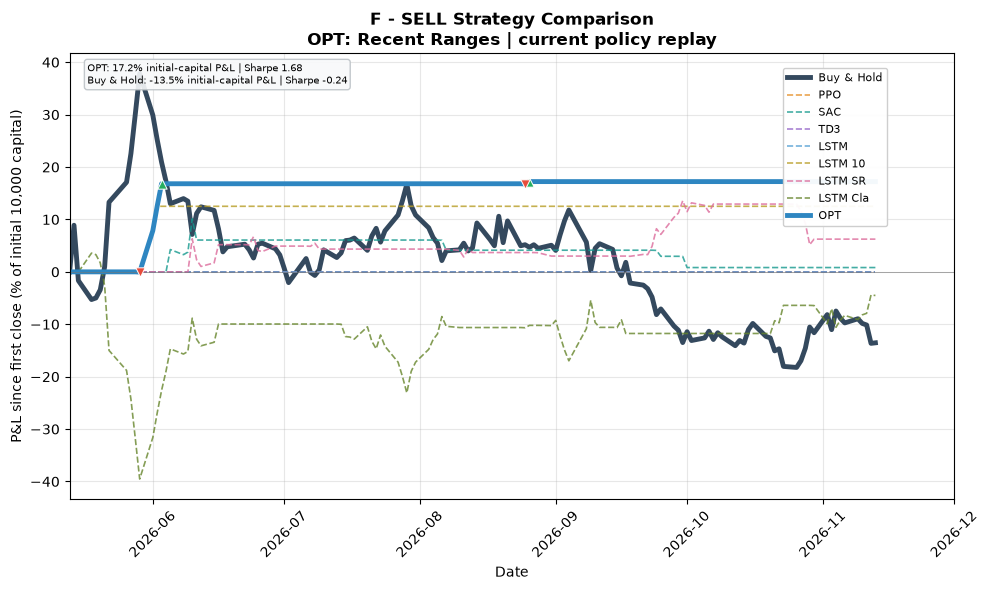 F - SELL Strategy Comparison
OPT: Recent Ranges | current policy replay
OPT: 17.2% initial-capital P&L | Sharpe 1.68
Buy & Hold: -13.5% initial-capital P&L | Sharpe -0.24
Buy & Hold
PPO
SAC
TD3
LSTM
LSTM 10
LSTM SR
LSTM Cla
OPT
P&L since first close (% of initial 10,000 capital)
40
30
20
10
0
−10
−20
−30
−40
2026-06
2026-07
2026-08
2026-09
2026-10
2026-11
2026-12
Date